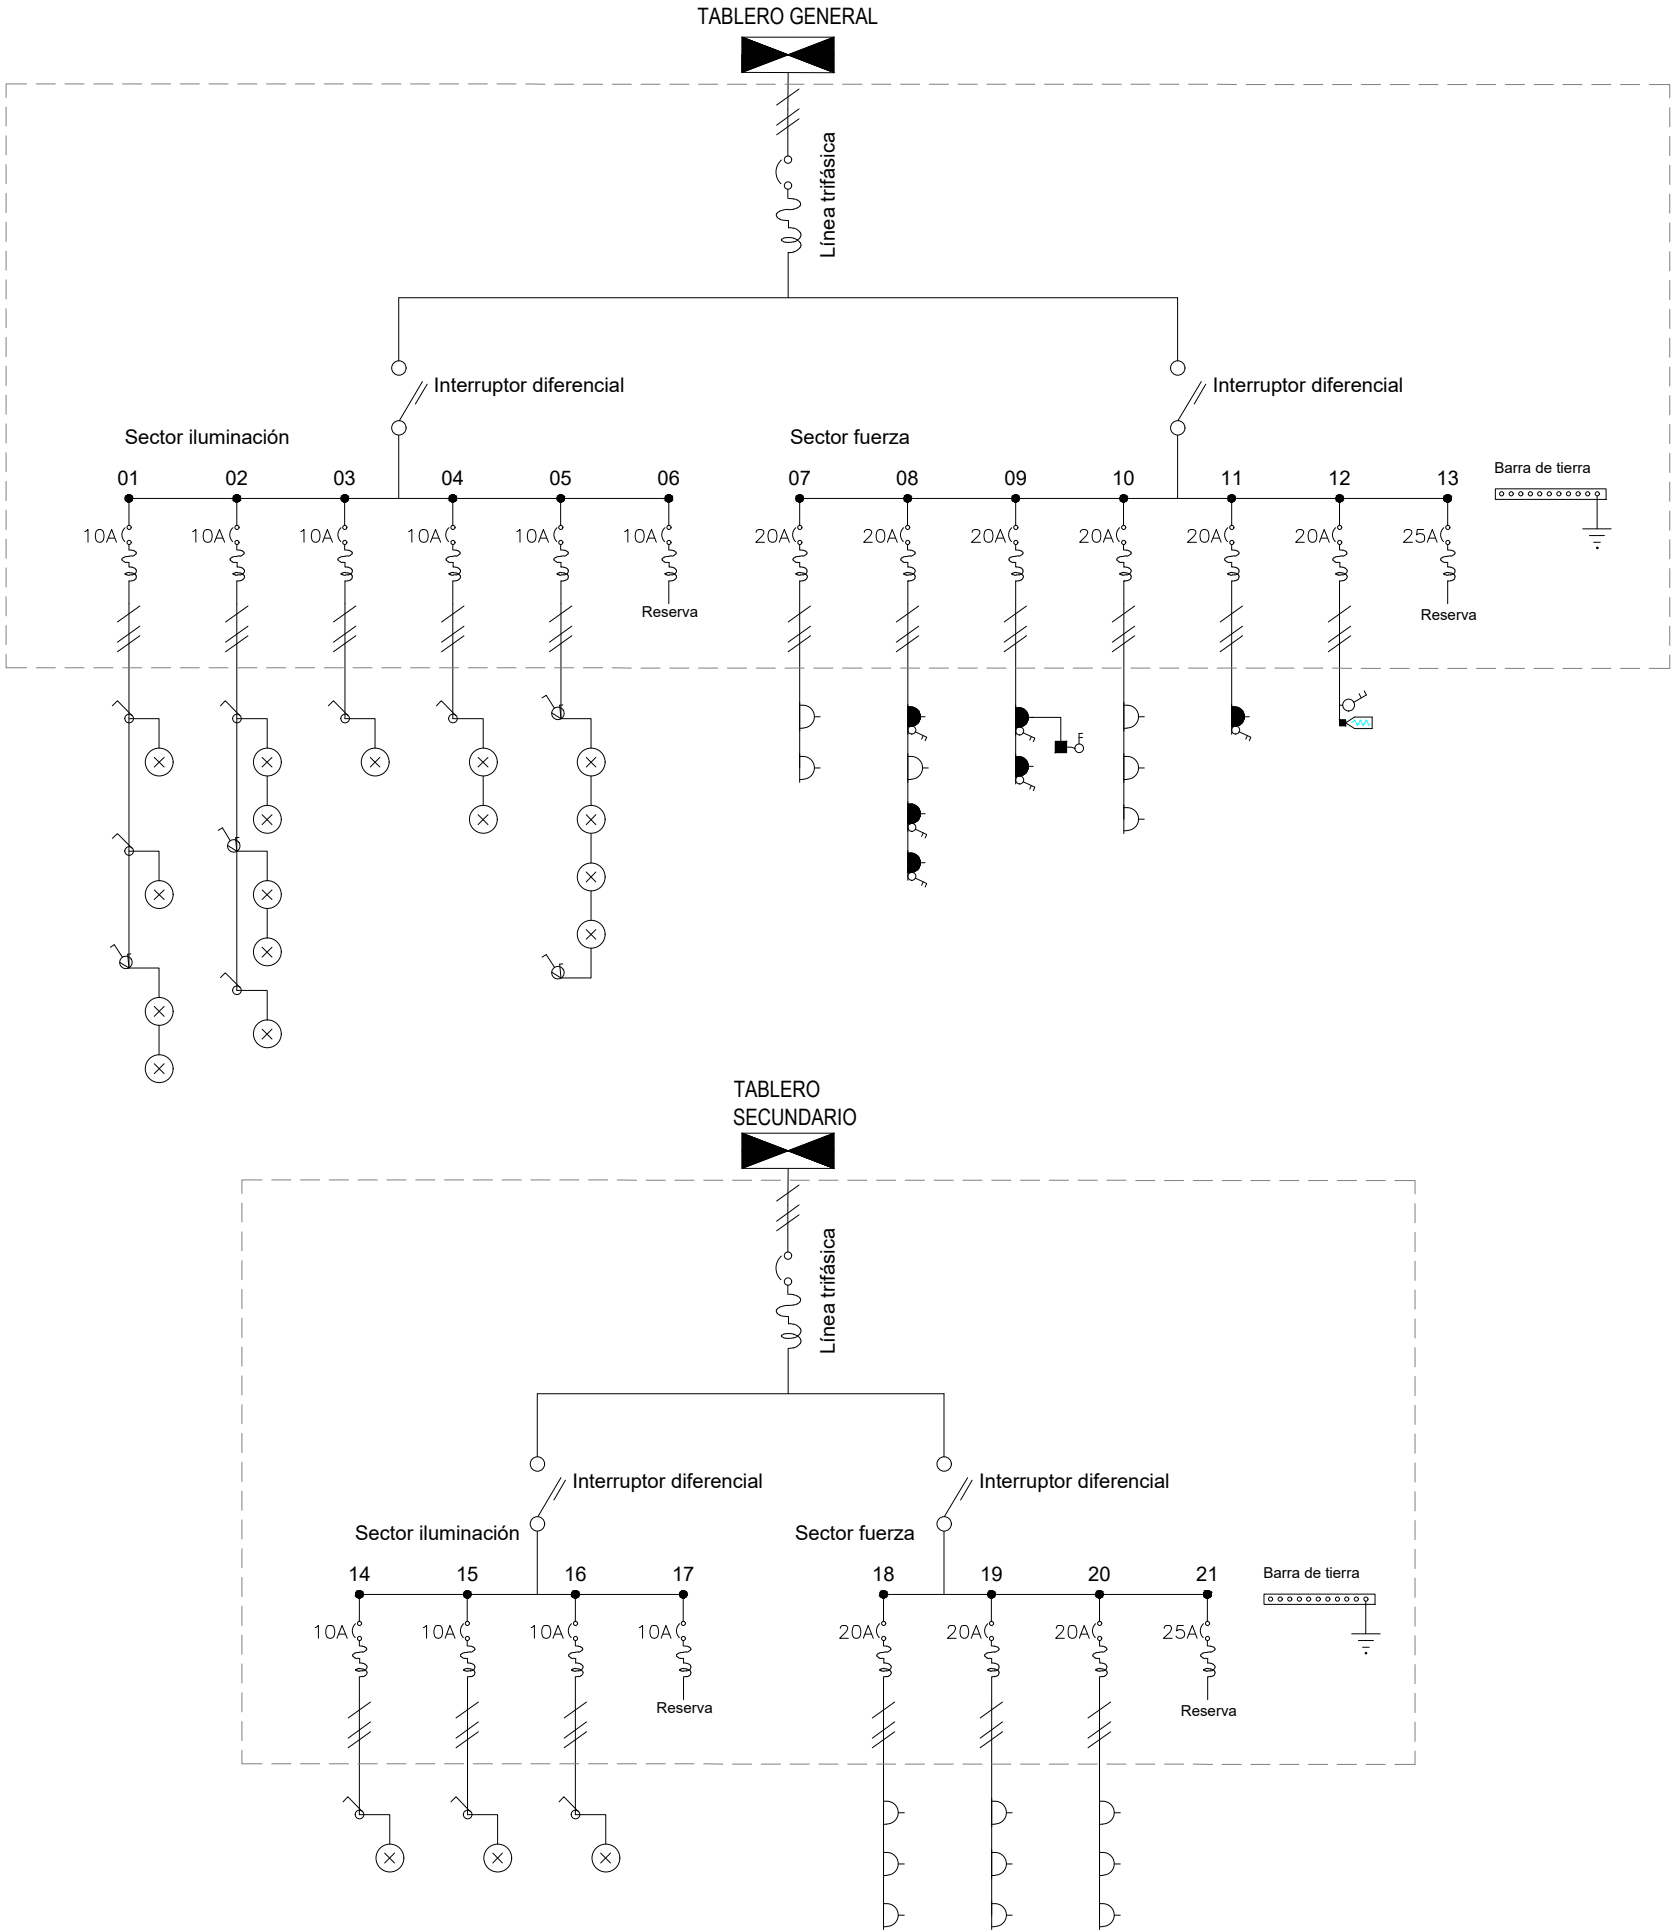 TABLERO GENERAL
Línea trifásica
Interruptor diferencial
Interruptor diferencial
Sector iluminación
Sector fuerza
01 02 03 04 05 06 07 08 09 10 11 12 13
Barra de tierra
10A 10A 10A 10A 10A 10A 20A 20A 20A 20A 20A 20A 25A
Reserva
Reserva
TABLERO
SECUNDARIO
Línea trifásica
Interruptor diferencial
Interruptor diferencial
Sector iluminación
Sector fuerza
14 15 16 17 18 19 20 21
Barra de tierra
10A 10A 10A 10A 20A 20A 20A 25A
Reserva
Reserva